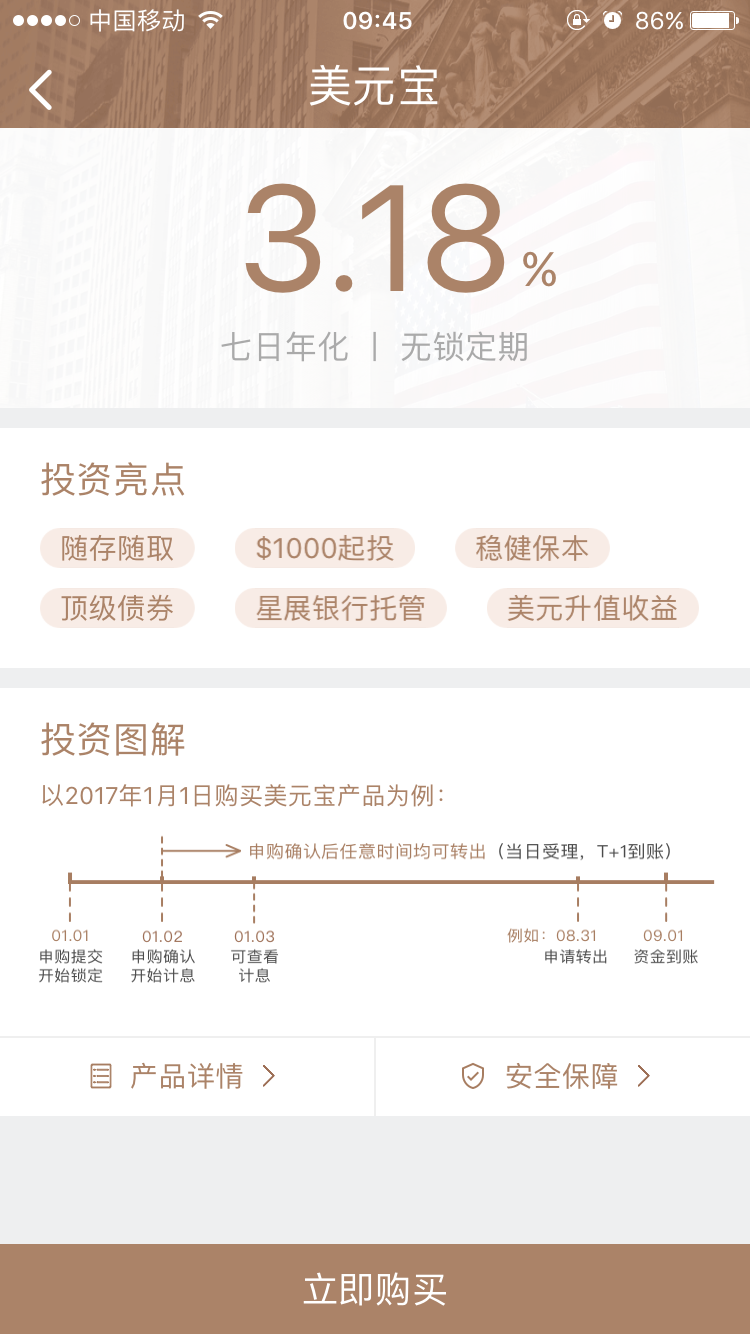 中国移动 09:45 86%
美元宝
3.18%
七日年化 | 无锁定期
投资亮点
随存随取 $1000起投 稳健保本
顶级债券 星展银行托管 美元升值收益
投资图解
以2017年1月1日购买美元宝产品为例：
申购确认后任意时间均可转出（当日受理，T+1到账）
01.01 01.02 01.03 例如：08.31 09.01
申购提交 申购确认 可查看 申请转出 资金到账
开始锁定 开始计息 计息
产品详情 安全保障
立即购买